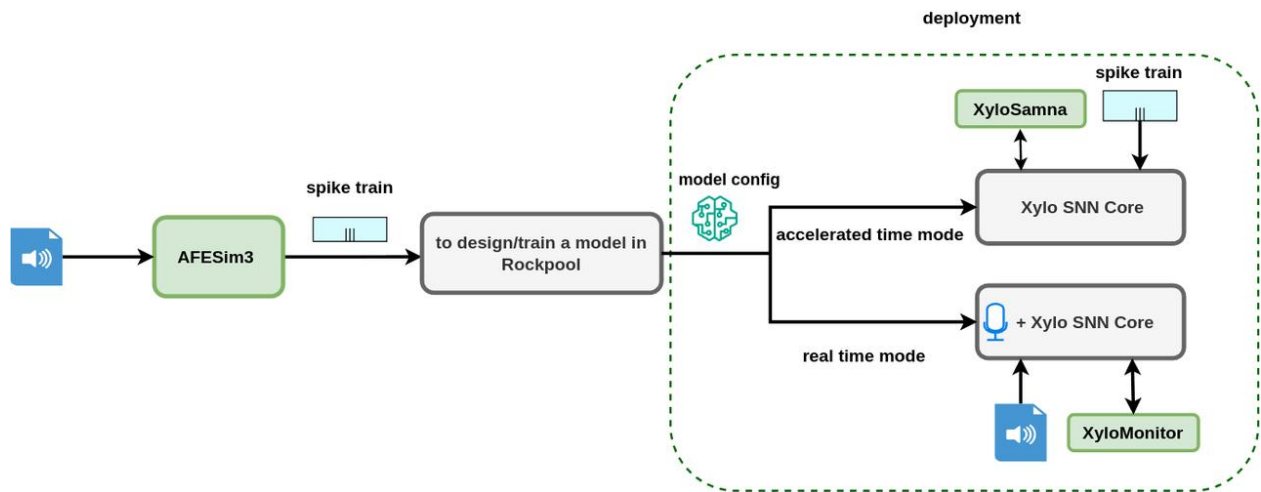 deployment
spike train
XyloSamna
model config
spike train
Xylo SNN Core
accelerated time mode
AFESim3
to design/train a model in
Rockpool
+ Xylo SNN Core
real time mode
XyloMonitor